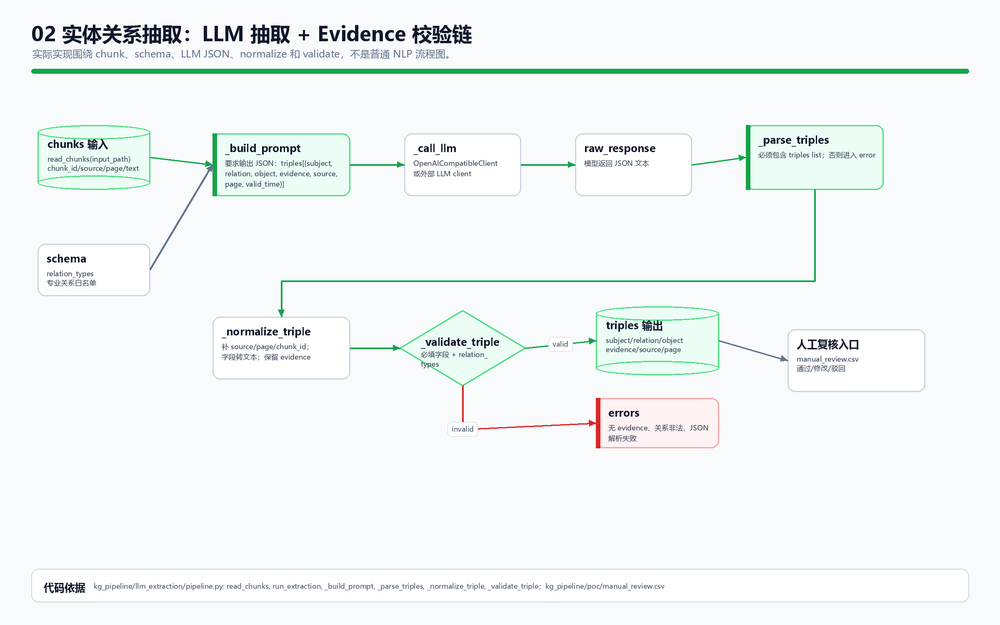 02 实体关系抽取：LLM 抽取 + Evidence 校验链
实际实现围绕 chunk、schema、LLM JSON、normalize 和 validate，不是普通 NLP 流程图。
chunks 输入
read_chunks(input_path)
chunk_id/source/page/text
_build_prompt
要求输出 JSON：triples[{subject,
relation, object, evidence, source,
page, valid_time}]
_call_llm
OpenAICompatibleClient
或外部 LLM client
raw_response
模型返回 JSON 文本
_parse_triples
必须包含 triples list；否则进入 error
schema
relation_types
专业关系白名单
_normalize_triple
补 source/page/chunk_id；
字段转文本；保留 evidence
_validate_triple
必填字段 + relation_
types
valid
triples 输出
subject/relation/object
evidence/source/page
人工复核入口
manual_review.csv
通过/修改/驳回
invalid
errors
无 evidence、关系非法、JSON
解析失败
代码依据 kg_pipeline/llm_extraction/pipeline.py: read_chunks, run_extraction, _build_prompt, _parse_triples, _normalize_triple, _validate_triple；kg_pipeline/poc/manual_review.csv